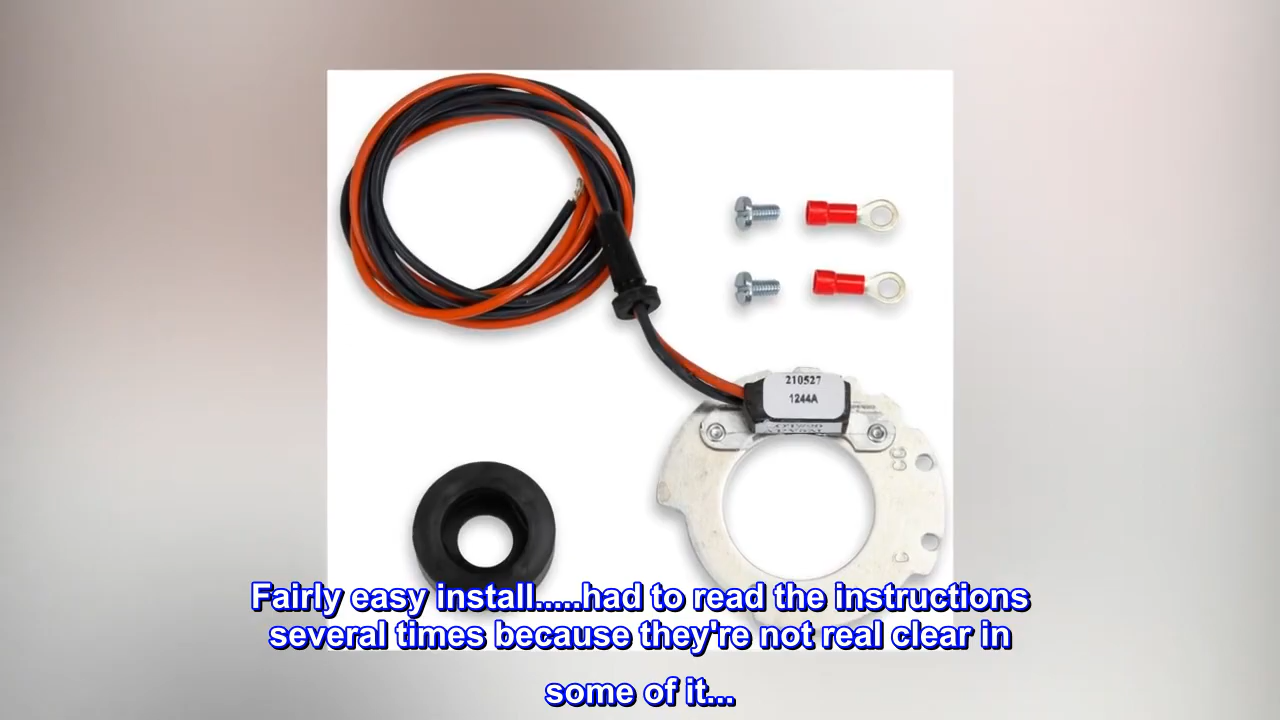 210527
1244A
CC
C
Fairly easy install.....had to read the instructions
several times because they're not real clear in
some of it...